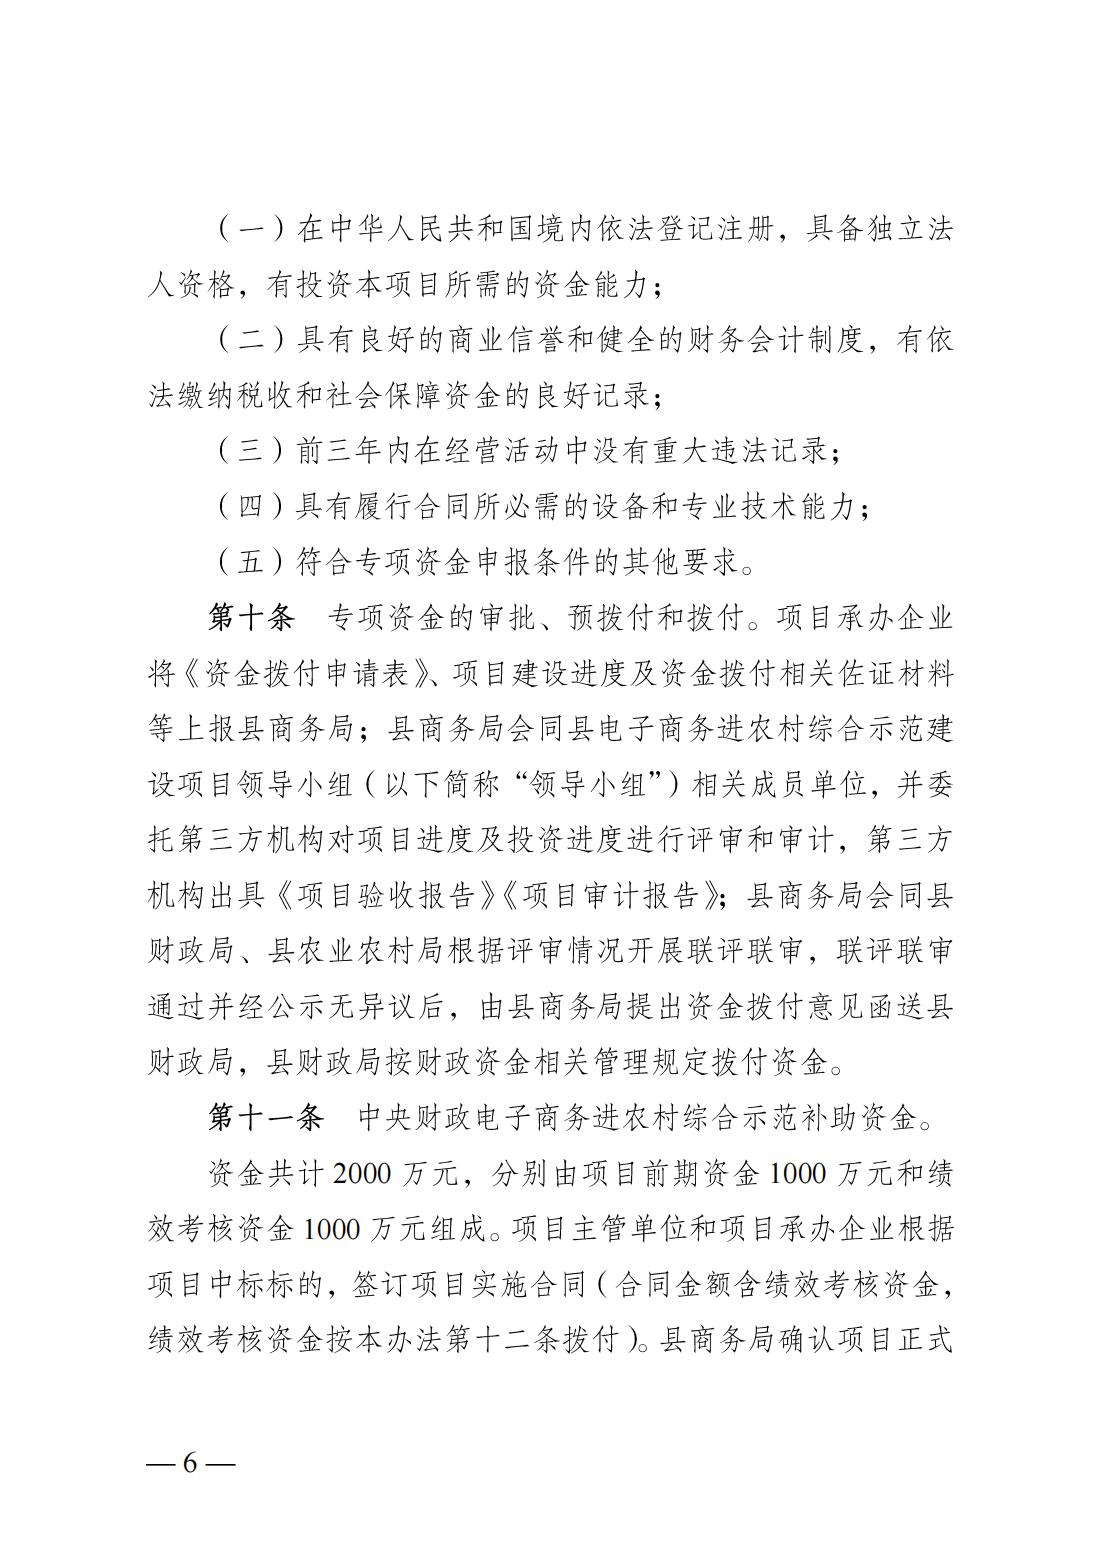 （一）在中华人民共和国境内依法登记注册，具备独立法
人资格，有投资本项目所需的资金能力；
（二）具有良好的商业信誉和健全的财务会计制度，有依
法缴纳税收和社会保障资金的良好记录；
（三）前三年内在经营活动中没有重大违法记录；
（四）具有履行合同所必需的设备和专业技术能力；
（五）符合专项资金申报条件的其他要求。
第十条　专项资金的审批、预拨付和拨付。项目承办企业
将《资金拨付申请表》、项目建设进度及资金拨付相关佐证材料
等上报县商务局；县商务局会同县电子商务进农村综合示范建
设项目领导小组（以下简称“领导小组”）相关成员单位，并委
托第三方机构对项目进度及投资进度进行评审和审计，第三方
机构出具《项目验收报告》《项目审计报告》；县商务局会同县
财政局、县农业农村局根据评审情况开展联评联审，联评联审
通过并经公示无异议后，由县商务局提出资金拨付意见函送县
财政局，县财政局按财政资金相关管理规定拨付资金。
第十一条　中央财政电子商务进农村综合示范补助资金。
资金共计 2000 万元，分别由项目前期资金 1000 万元和绩
效考核资金 1000 万元组成。项目主管单位和项目承办企业根据
项目中标标的，签订项目实施合同（合同金额含绩效考核资金，
绩效考核资金按本办法第十二条拨付）。县商务局确认项目正式
— 6 —